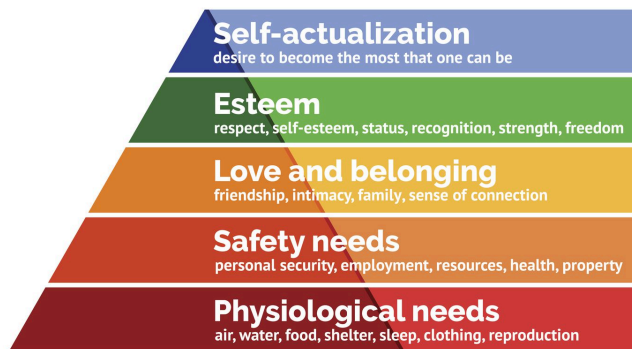 Self-actualization
desire to become the most that one can be
Esteem
respect, self-esteem, status, recognition, strength, freedom
Love and belonging
friendship, intimacy, family, sense of connection
Safety needs
personal security, employment, resources, health, property
Physiological needs
air, water, food, shelter, sleep, clothing, reproduction